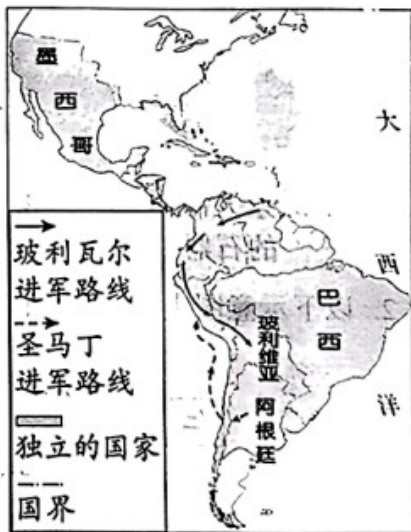 墨西哥
大西洋
巴西
玻利维亚
阿根廷
玻利瓦尔
进军路线
圣马丁
进军路线
独立的国家
国界